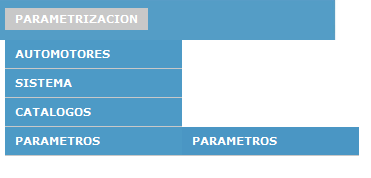 PARAMETRIZACION
AUTOMOTORES
SISTEMA
CATALOGOS
PARAMETROS PARAMETROS